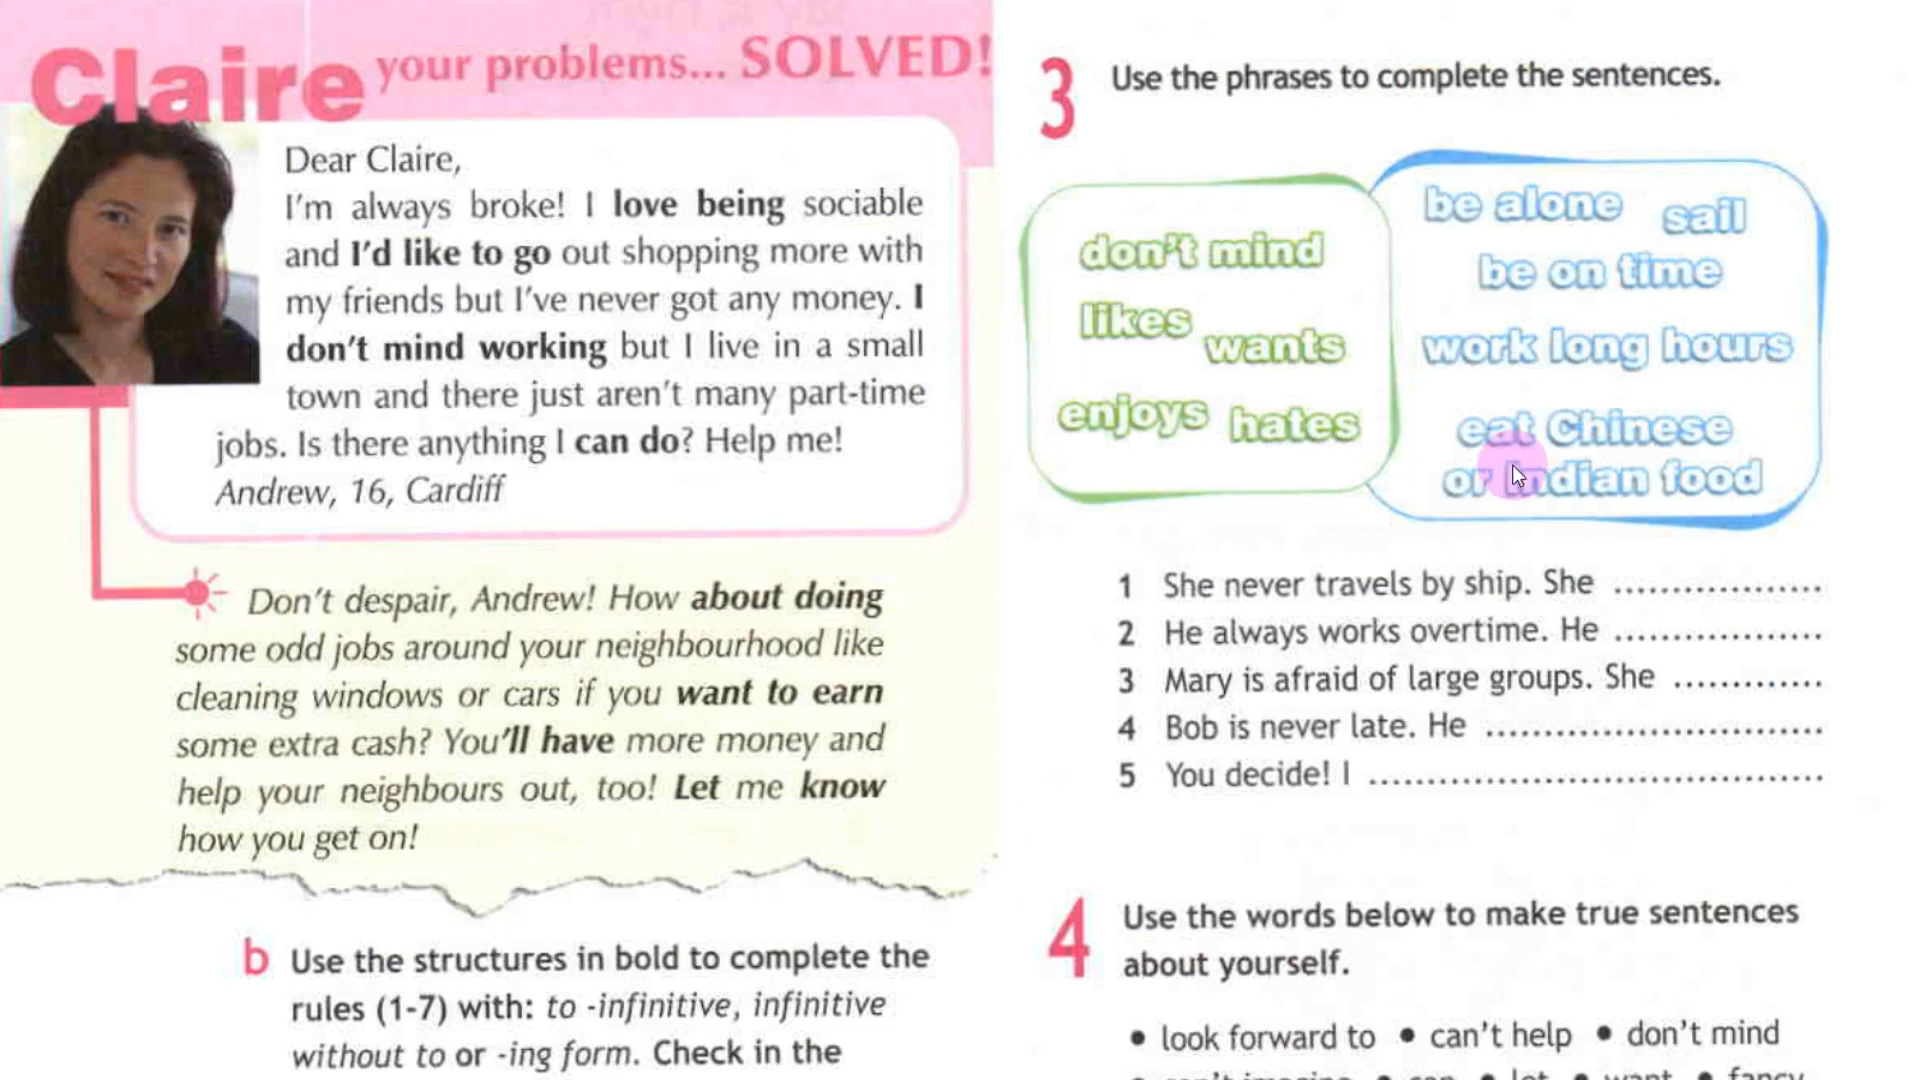 Claire your problems... SOLVED!
Dear Claire,
I'm always broke! I love being sociable
and I'd like to go out shopping more with
my friends but I've never got any money. I
don't mind working but I live in a small
town and there just aren't many part-time
jobs. Is there anything I can do? Help me!
Andrew, 16, Cardiff
Don't despair, Andrew! How about doing
some odd jobs around your neighbourhood like
cleaning windows or cars if you want to earn
some extra cash? You'll have more money and
help your neighbours out, too! Let me know
how you get on!
b Use the structures in bold to complete the
rules (1-7) with: to -infinitive, infinitive
without to or -ing form. Check in the
3 Use the phrases to complete the sentences.
don't mind
likes
wants
enjoys
hates
be alone
sail
be on time
work long hours
eat Chinese
or Indian food
1 She never travels by ship. She ..................
2 He always works overtime. He ..................
3 Mary is afraid of large groups. She .............
4 Bob is never late. He .............................
5 You decide! I .......................................
4 Use the words below to make true sentences
about yourself.
• look forward to • can't help • don't mind
• can't imagine • can • let • want • fancy